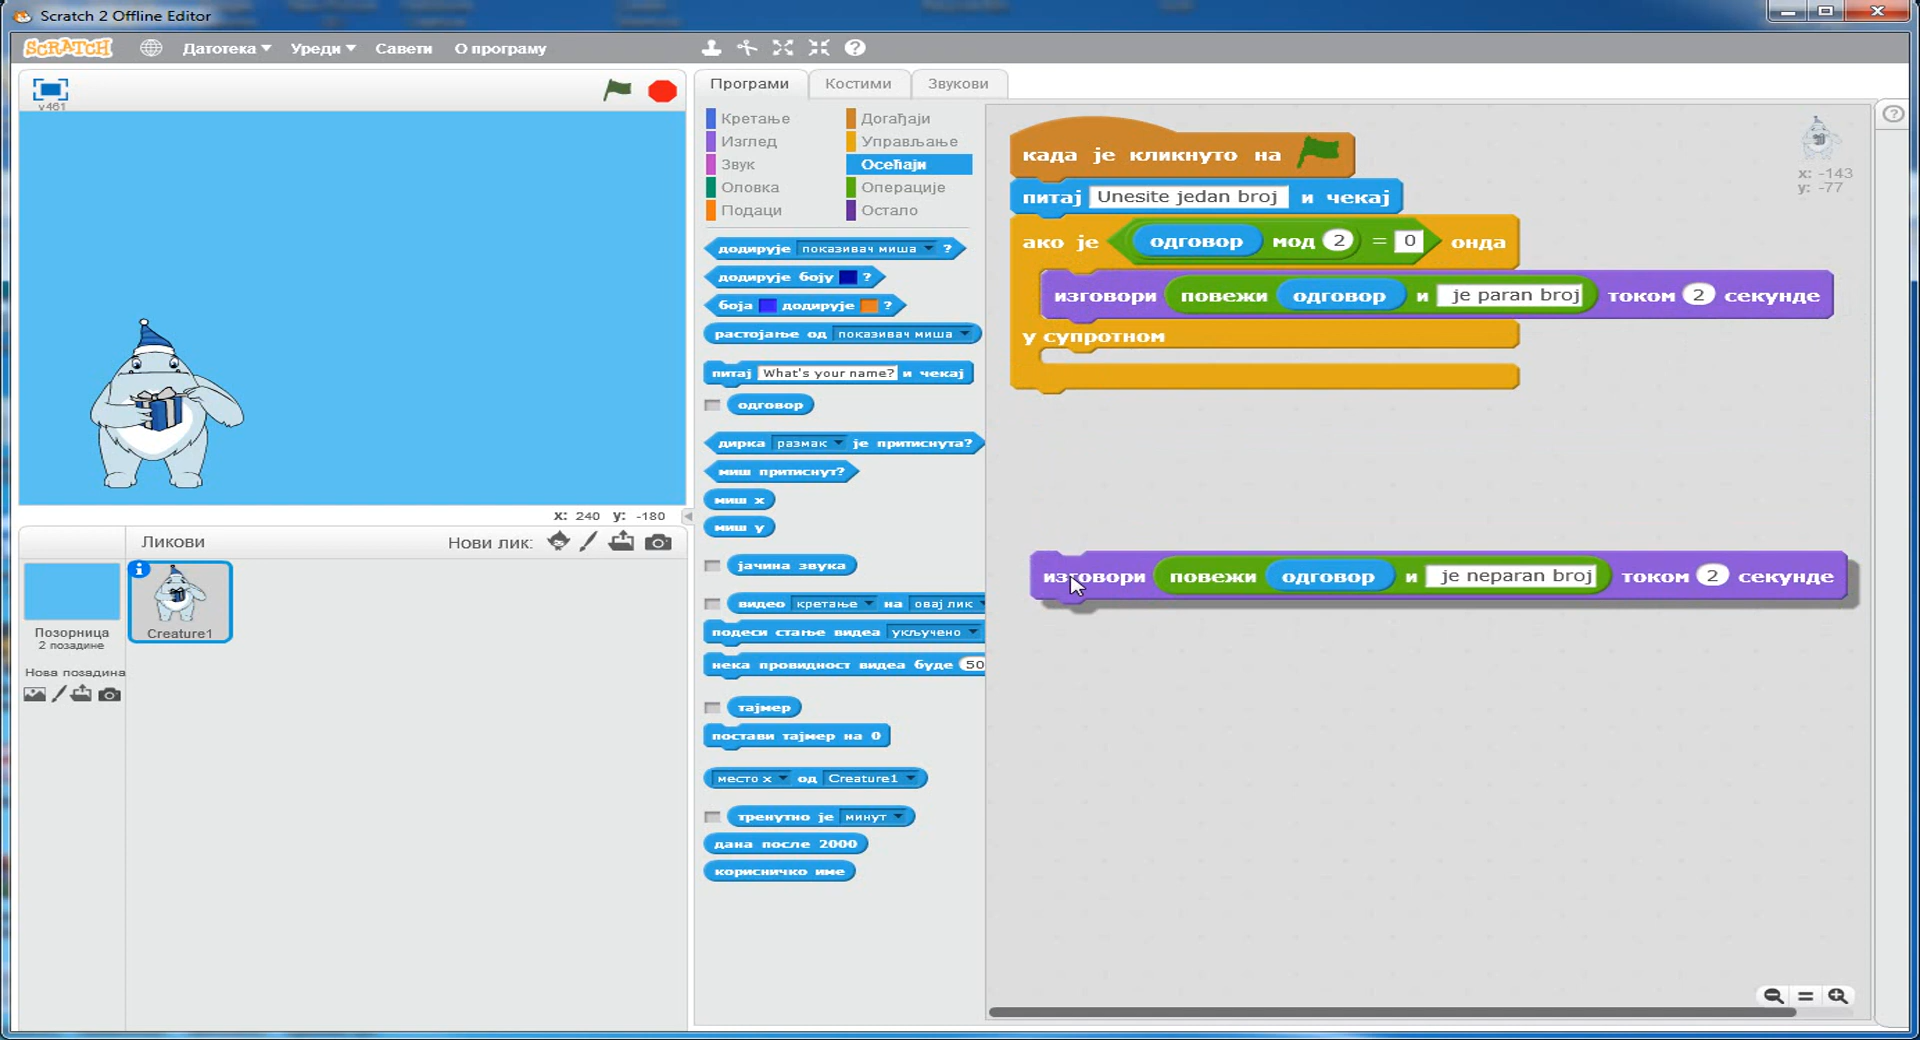 Scratch 2 Offline Editor
SCRATCH Датотека Уреди Савети О програму
v461
Програми Костими Звукови
Кретање Догађаји
Изглед Управљање
Звук Осећаји
Оловка Операције
Подаци Остало
додирује показивач миша ?
додирује боју ?
боја додирује ?
растојање од показивач миша
питај What's your name? и чекај
одговор
дирка размак је притиснута?
миш притиснут?
миш x
миш y
јачина звука
видео кретање на овај лик
подеси стање видеа укључено
нека провидност видеа буде 50
тајмер
постави тајмер на 0
место x од Creature1
тренутно је минут
дана после 2000
корисничко име
када је кликнуто на
питај Unesite jedan broj и чекај
ако је одговор мод 2 = 0 онда
изговори повежи одговор и je paran broj током 2 секунде
у супротном
изговори повежи одговор и je neparan broj током 2 секунде
x: -143
y: -77
x: 240 y: -180
Ликови Нови лик:
Позорница
2 позадине
Creature1
Нова позадина